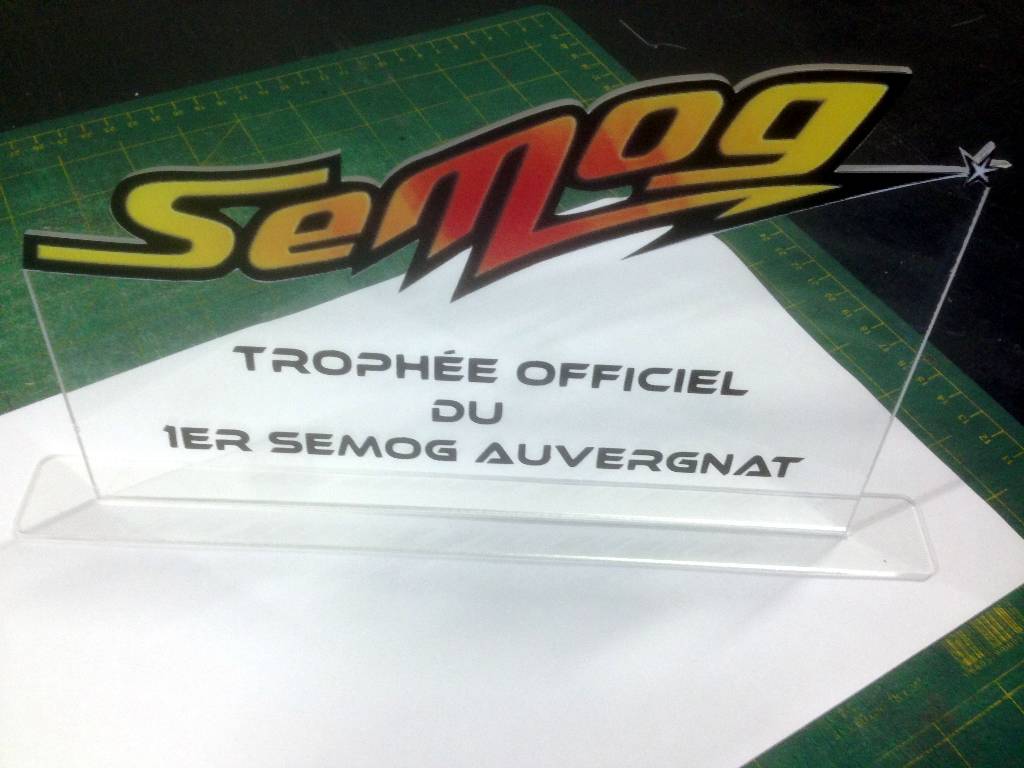 Semog
TROPHÉE OFFICIEL
DU
1ER SEMOG AUVERGNAT